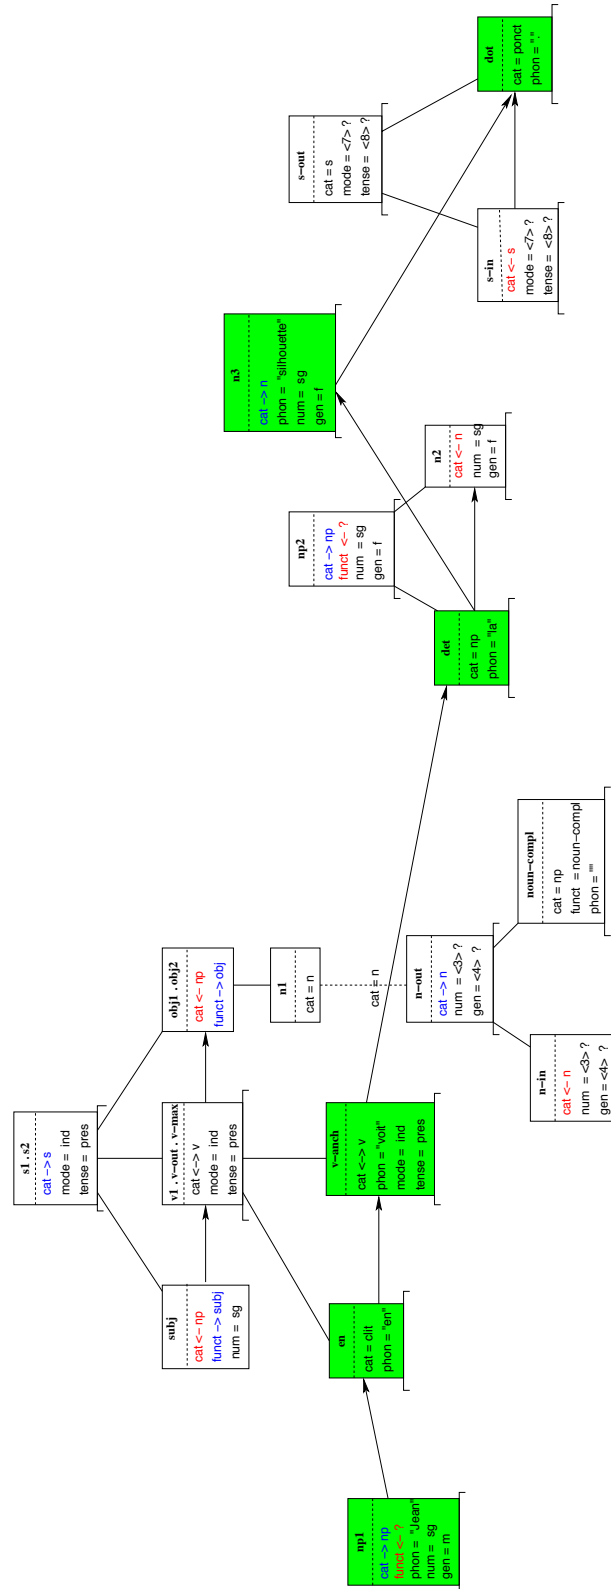 np1
cat -> np
funct <- ?
phon = "Jean"
num = sg
gen = m
en
cat = clit
phon = "en"
subj
cat <- np
funct -> subj
num = sg
s1 . s2
cat -> s
mode = ind
tense = pres
v1 . v-out . v-max
cat <-> v
mode = ind
tense = pres
v-anch
cat <-> v
phon = "voit"
mode = ind
tense = pres
obj1 . obj2
cat <- np
funct -> obj
n1
cat = n
cat = n
n-out
cat -> n
num = <3> ?
gen = <4> ?
n-in
cat <- n
num = <3> ?
gen = <4> ?
noun-compl
cat = np
funct = noun-compl
phon = ""
det
cat = np
phon = "la"
np2
cat -> np
funct <- ?
num = sg
gen = f
n2
cat <- n
num = sg
gen = f
n3
cat -> n
phon = "silhouette"
num = sg
gen = f
s-in
cat <- s
mode = <7> ?
tense = <8> ?
s-out
cat = s
mode = <7> ?
tense = <8> ?
dot
cat = ponct
phon = "."